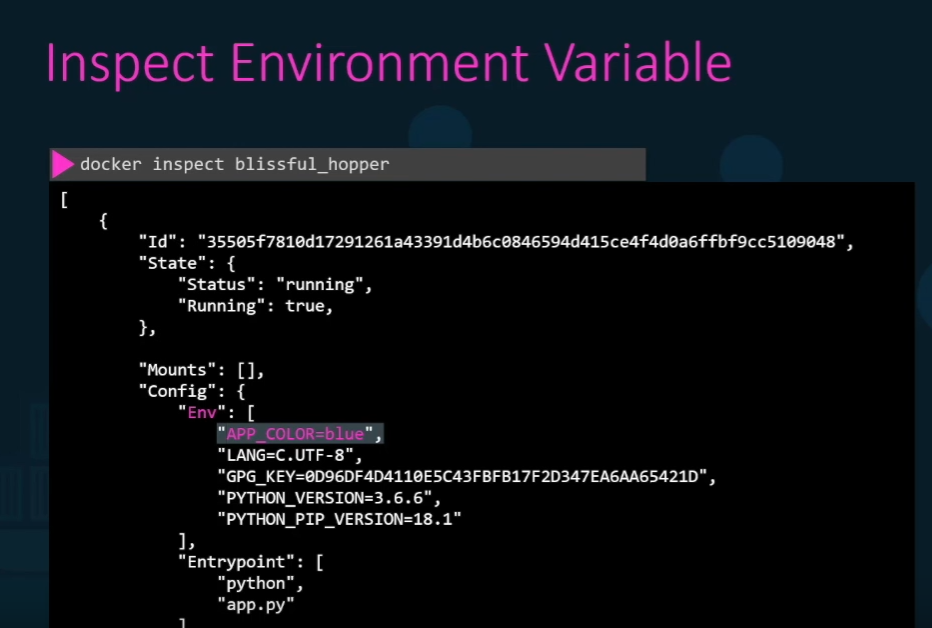 Inspect Environment Variable
docker inspect blissful_hopper
[
{
"Id": "35505f7810d17291261a43391d4b6c0846594d415ce4f4d0a6ffbf9cc5109048",
"State": {
"Status": "running",
"Running": true,
},
"Mounts": [],
"Config": {
"Env": [
"APP_COLOR=blue",
"LANG=C.UTF-8",
"GPG_KEY=0D96DF4D4110E5C43FBFB17F2D347EA6AA65421D",
"PYTHON_VERSION=3.6.6",
"PYTHON_PIP_VERSION=18.1"
],
"Entrypoint": [
"python",
"app.py"
]